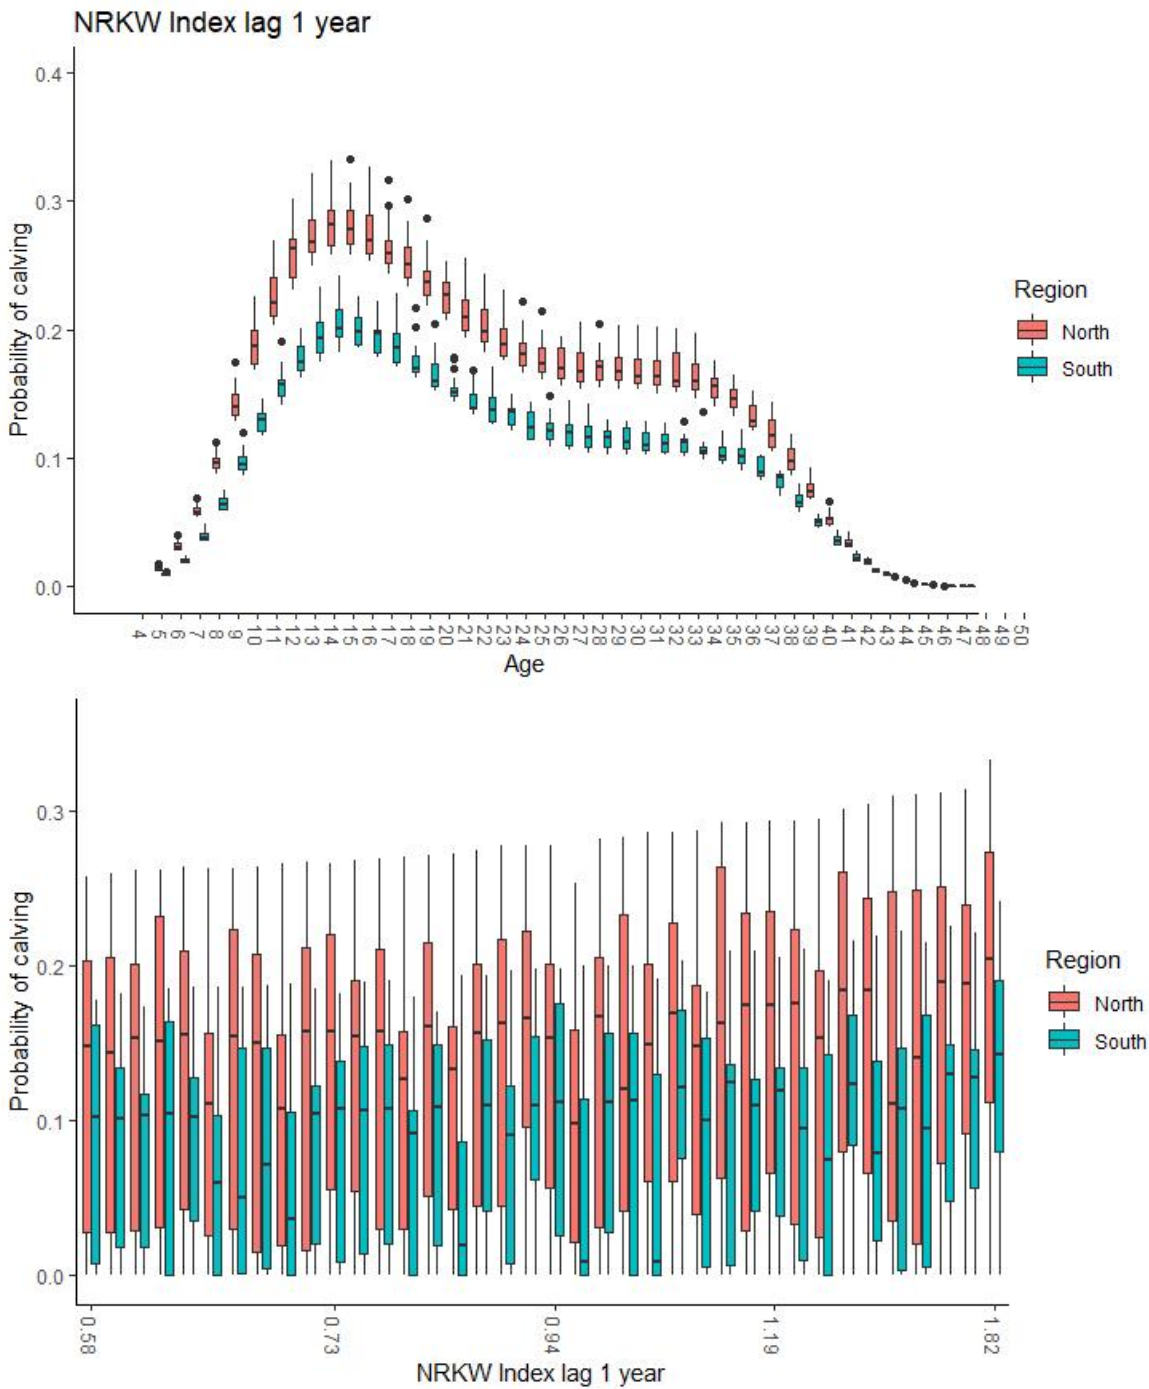 NRKW Index lag 1 year
0.4
0.3
0.2
0.1
0.0
Probability of calving
4 5 6 7 8 9 10 11 12 13 14 15 16 17 18 19 20 21 22 23 24 25 26 27 28 29 30 31 32 33 34 35 36 37 38 39 40 41 42 43 44 45 46 47 48 49 50
Age
Region
North
South
0.3
0.2
0.1
0.0
Probability of calving
0.58 0.73 0.94 1.19 1.82
NRKW Index lag 1 year
Region
North
South